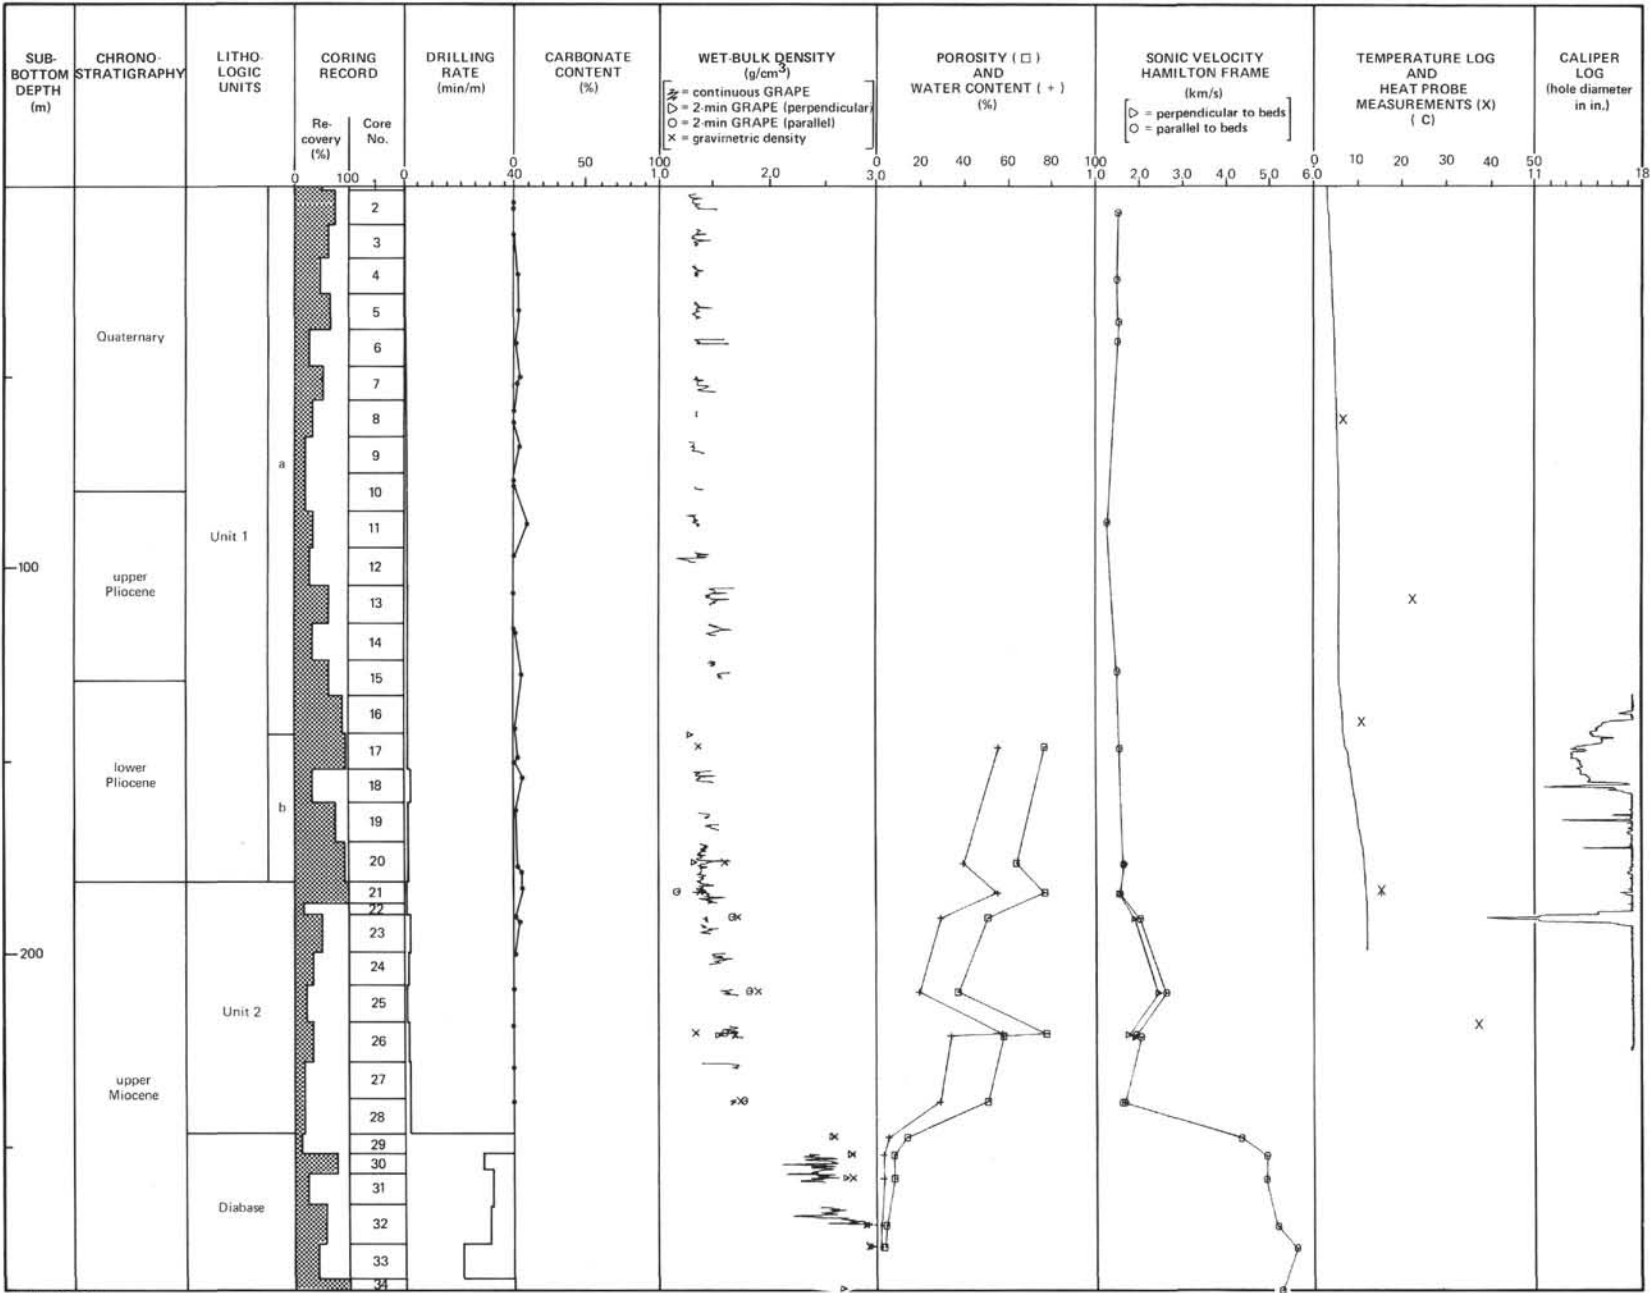 SUB-
BOTTOM
DEPTH
(m)
CHRONO-
STRATIGRAPHY
LITHO-
LOGIC
UNITS
CORING
RECORD
Re-
covery
(%)
Core
No.
DRILLING
RATE
(min/m)
CARBONATE
CONTENT
(%)
WET-BULK DENSITY
(g/cm3)
= continuous GRAPE
▷ = 2-min GRAPE (perpendicular)
O = 2-min GRAPE (parallel)
× = gravimetric density
POROSITY (□)
AND
WATER CONTENT (+)
(%)
SONIC VELOCITY
HAMILTON FRAME
(km/s)
▷ = perpendicular to beds
O = parallel to beds
TEMPERATURE LOG
AND
HEAT PROBE
MEASUREMENTS (X)
( C)
CALIPER
LOG
(hole diameter
in in.)
0 50 100
0 20 40 60 80 100
0 10 20 30 40 50
0 100 1 0 40 1,0 2,0 3,0 1,0 2,0 3,0 4,0 5,0 6,0 11 18
2
3
4
5
Quaternary
6
7
8
9
a
10
11
Unit 1
100
12
upper
Pliocene
13
14
15
16
17
lower
Pliocene
18
b
19
20
21
22
23
200
24
25
Unit 2
26
27
upper
Miocene
28
29
30
31
Diabase
32
33
34